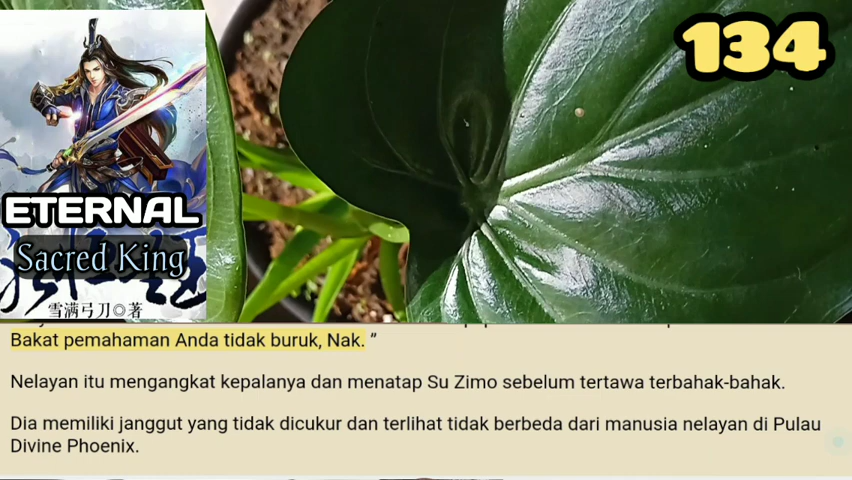 134
ETERNAL
Sacred King
雪满弓刀◎著
Bakat pemahaman Anda tidak buruk, Nak. ”
Nelayan itu mengangkat kepalanya dan menatap Su Zimo sebelum tertawa terbahak-bahak.
Dia memiliki janggut yang tidak dicukur dan terlihat tidak berbeda dari manusia nelayan di Pulau
Divine Phoenix.